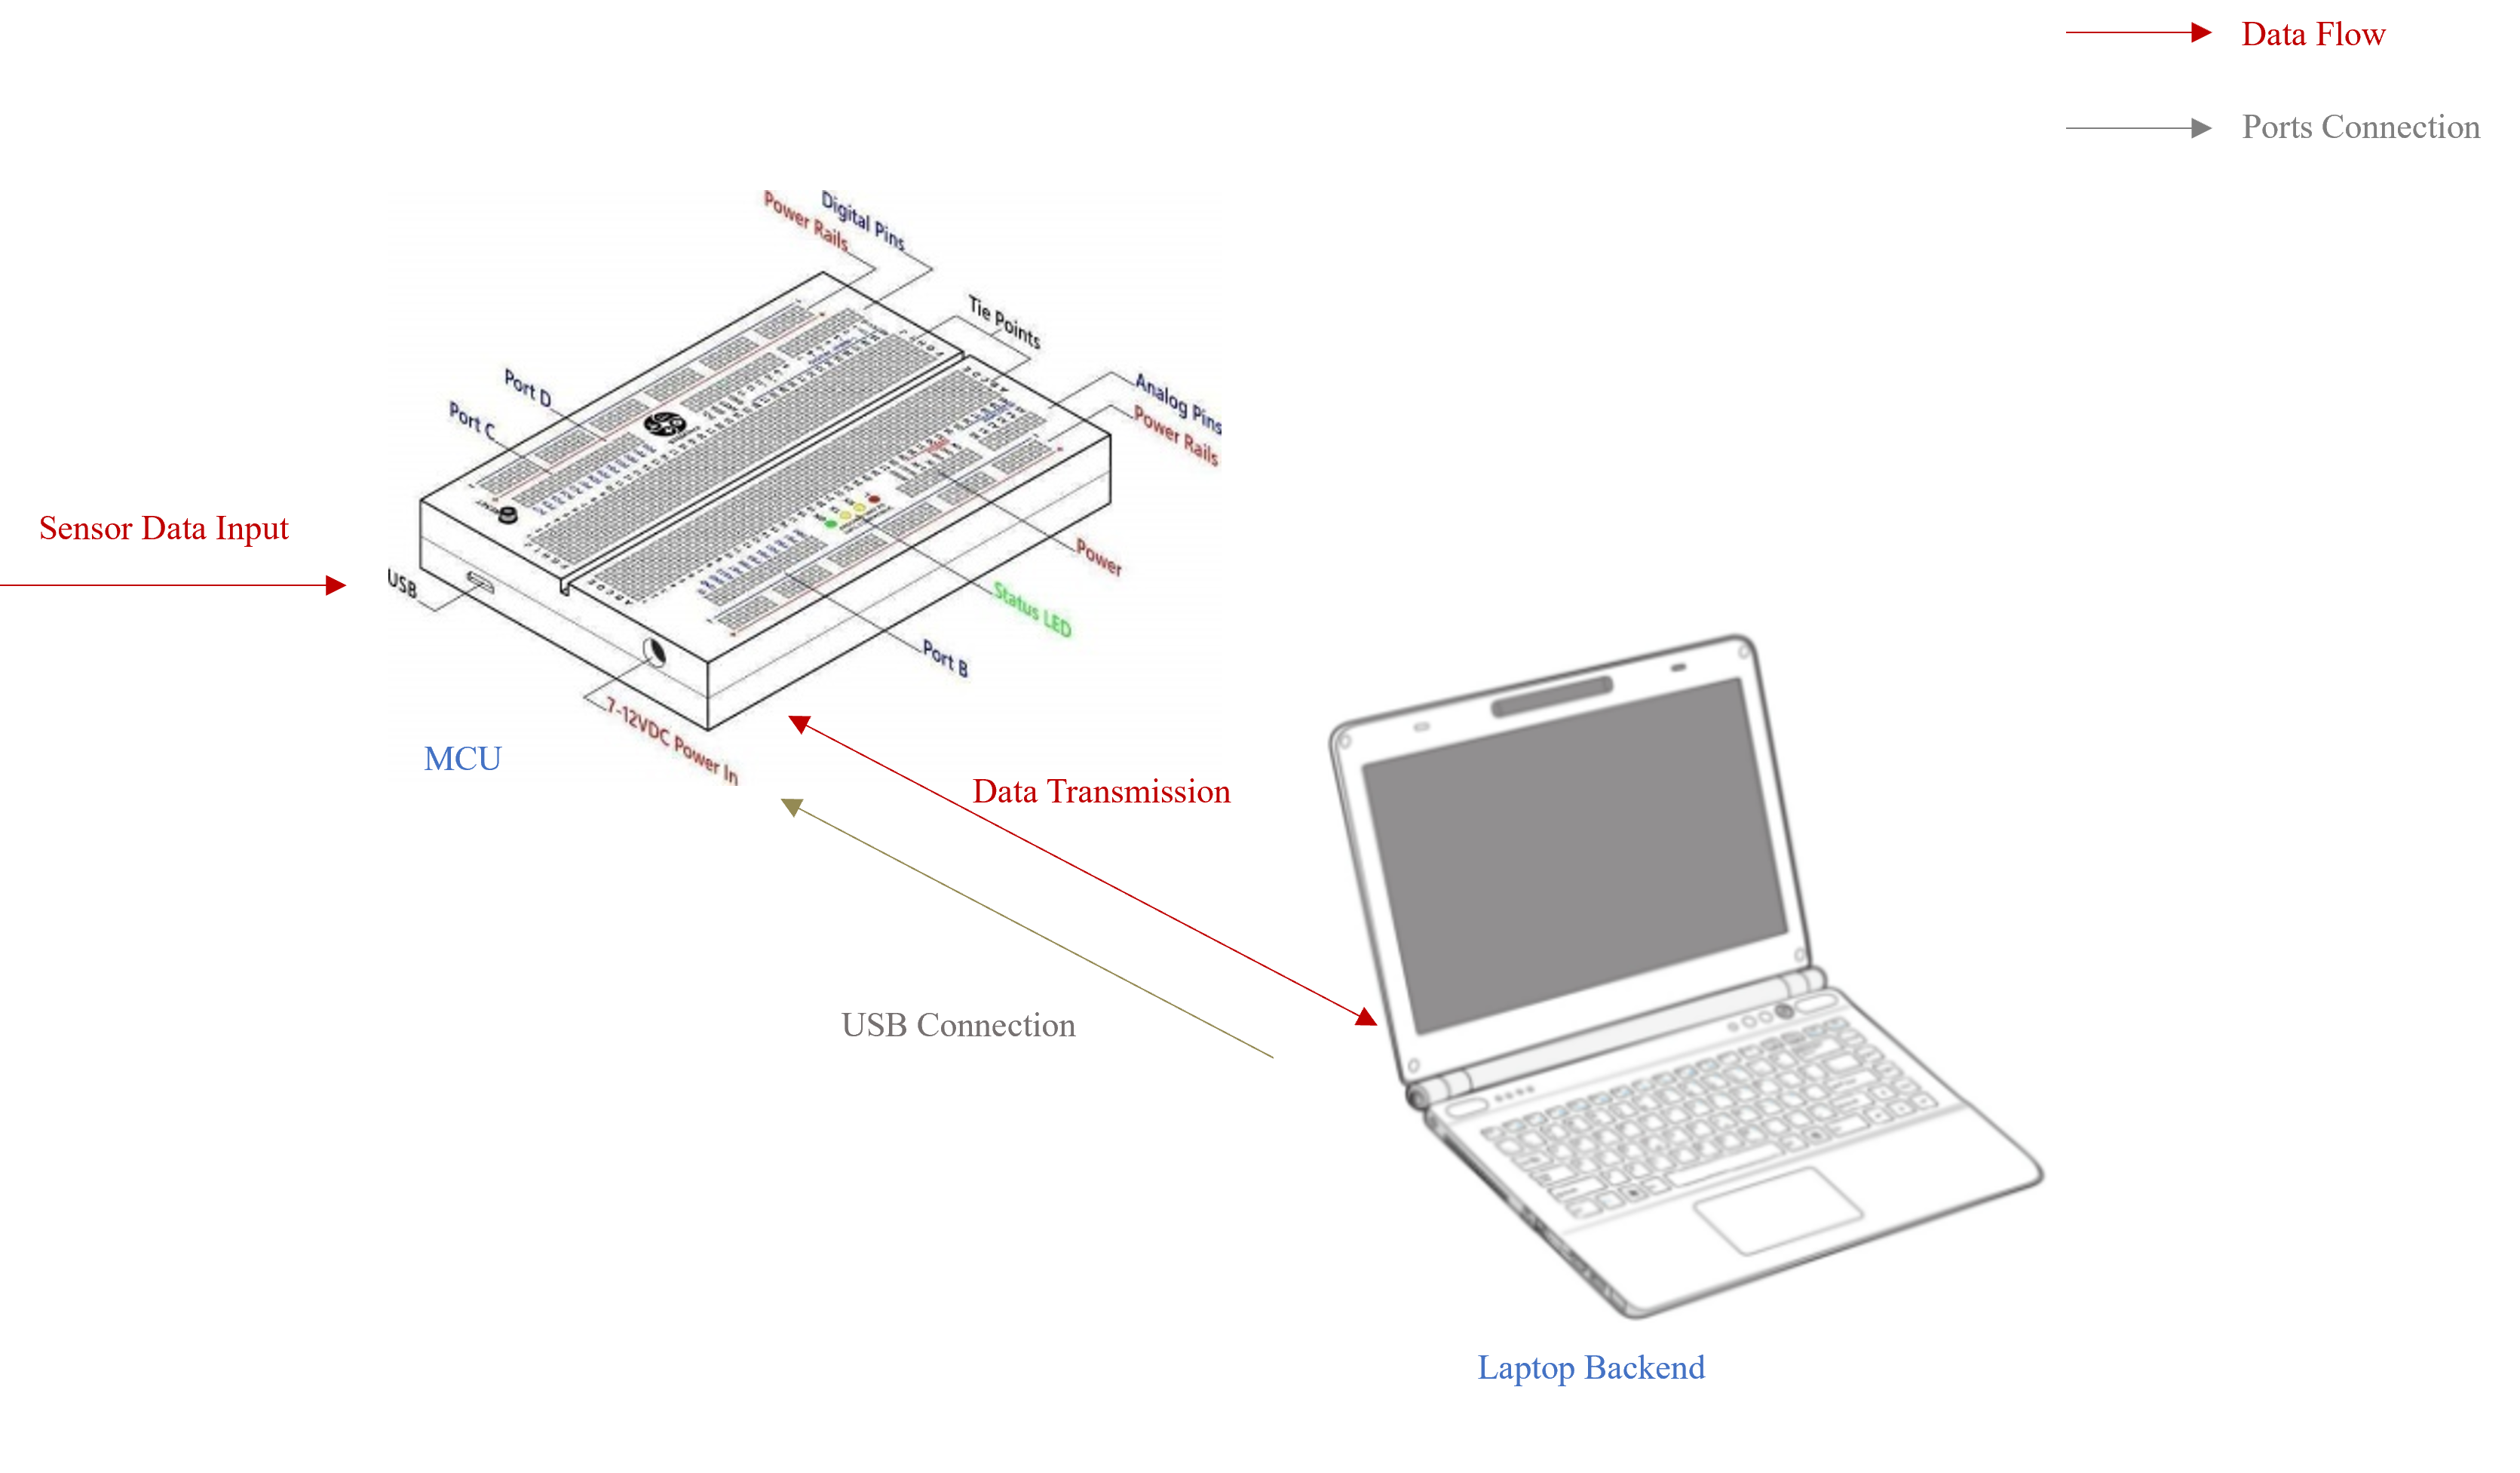 Data Flow
Ports Connection
Digital Pins
Power Rails
Tie Points
Port D
Port C
Analog Pins
Power Rails
Sensor Data Input
USB
Power
Status LED
Port B
7-12VDC Power In
MCU
Data Transmission
USB Connection
Laptop Backend